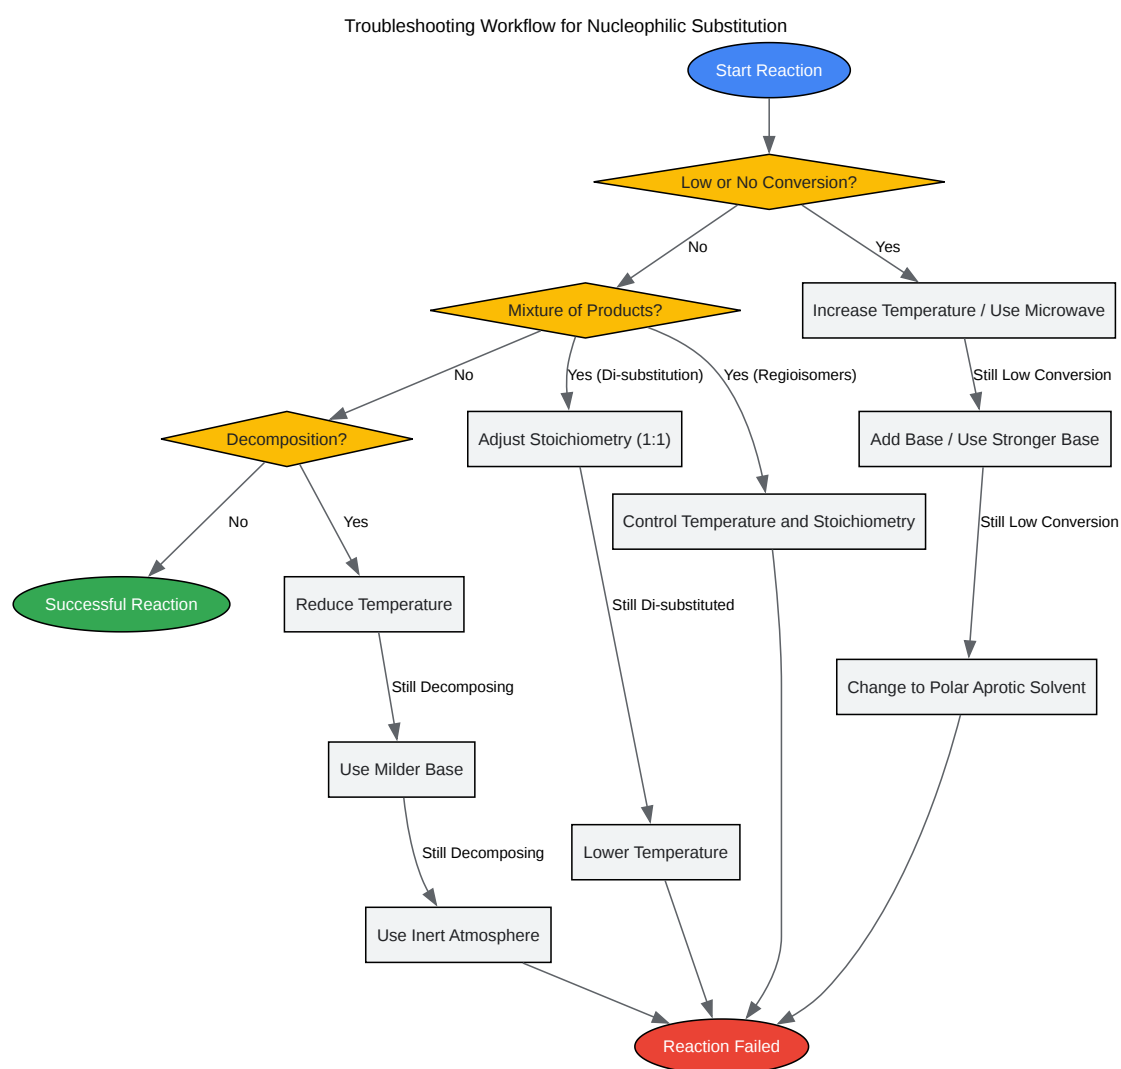 Troubleshooting Workflow for Nucleophilic Substitution
Start Reaction
Low or No Conversion?
No
Yes
Mixture of Products?
Increase Temperature / Use Microwave
No
Yes (Di-substitution)
Yes (Regioisomers)
Still Low Conversion
Decomposition?
Adjust Stoichiometry (1:1)
Add Base / Use Stronger Base
No
Yes
Control Temperature and Stoichiometry
Still Low Conversion
Successful Reaction
Reduce Temperature
Still Di-substituted
Still Decomposing
Change to Polar Aprotic Solvent
Use Milder Base
Still Decomposing
Lower Temperature
Use Inert Atmosphere
Reaction Failed